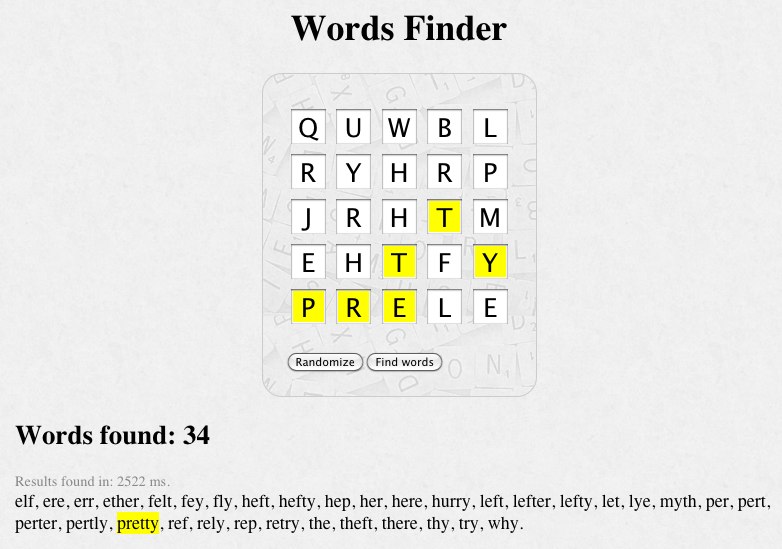 Words Finder
Q U W B L
R Y H R P
J R H T M
E H T F Y
P R E L E
Randomize Find words
Words found: 34
Results found in: 2522 ms.
elf, ere, err, ether, felt, fey, fly, heft, hefty, hep, her, here, hurry, left, lefter, lefty, let, lye, myth, per, pert,
perter, pertly, pretty, ref, rely, rep, retry, the, theft, there, thy, try, why.